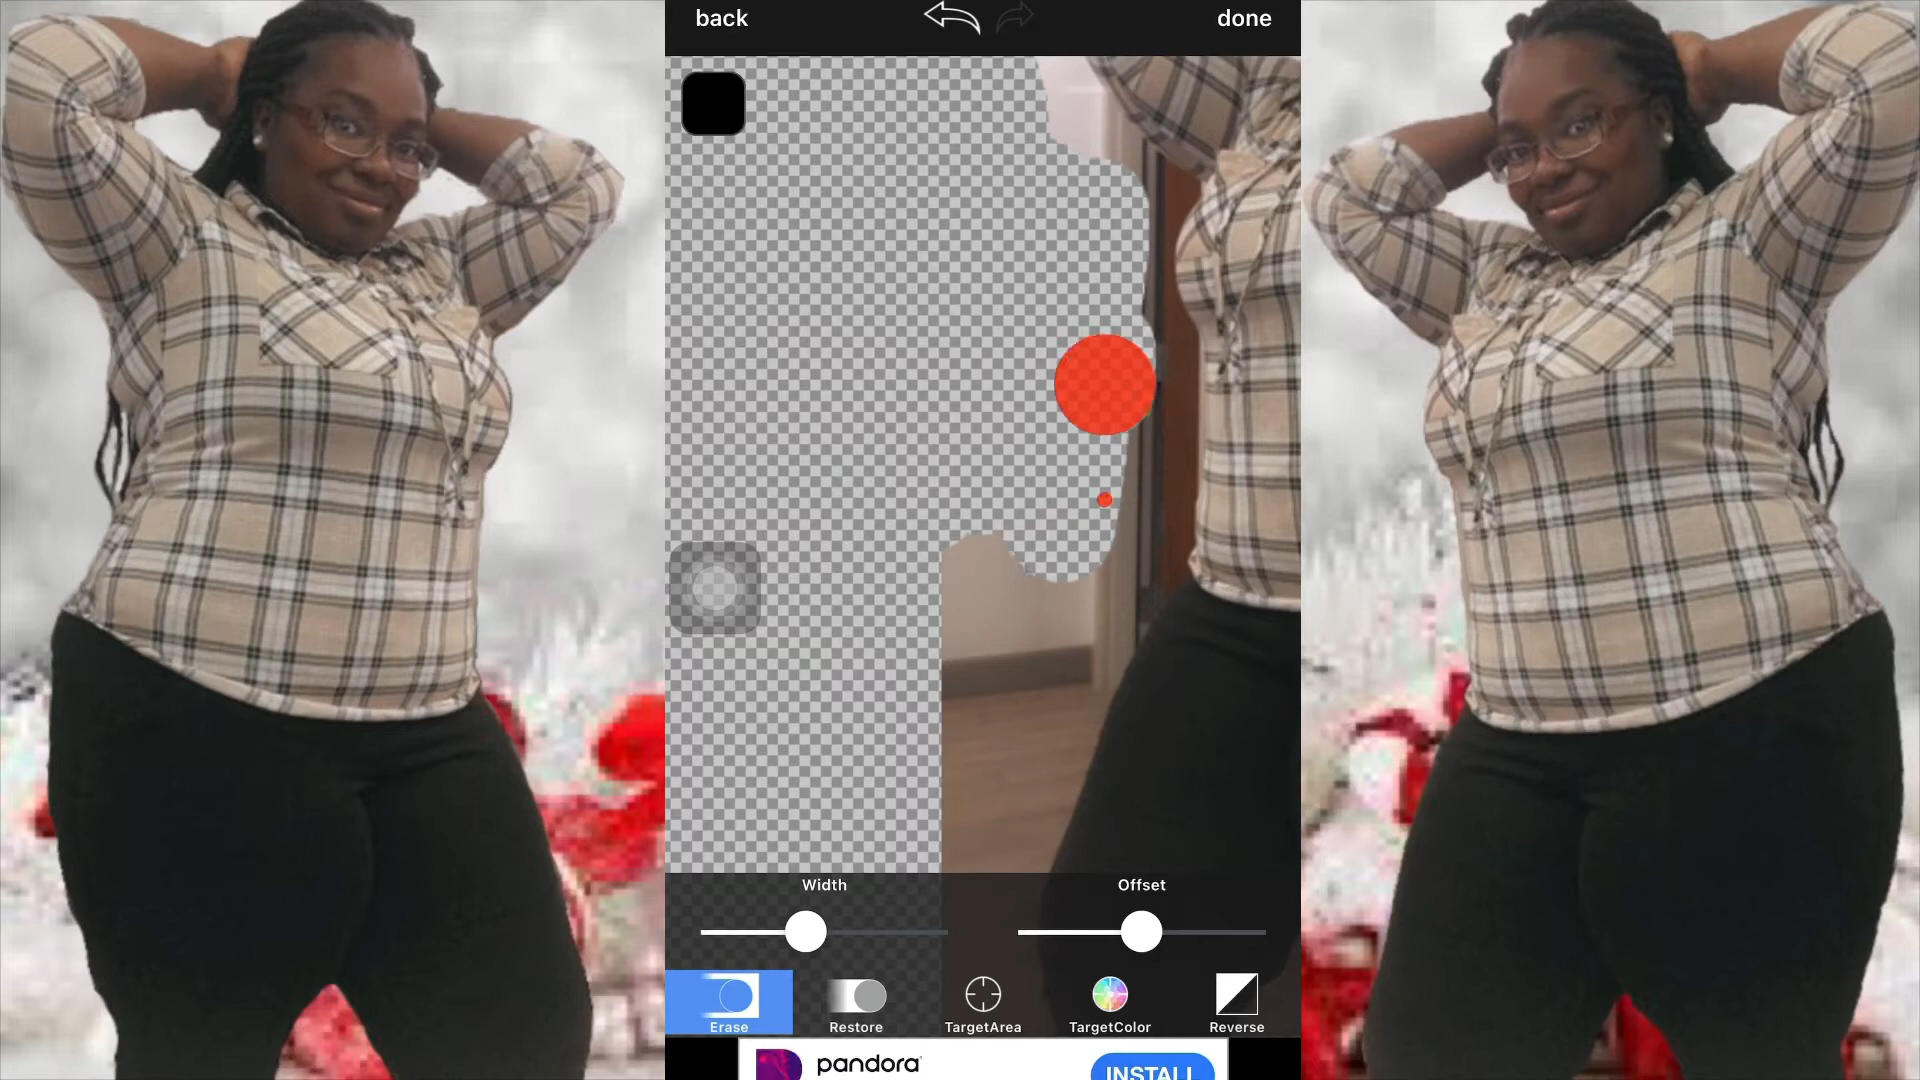 back
done
Width
Offset
Erase
Restore
TargetArea
TargetColor
Reverse
pandora
INSTALL